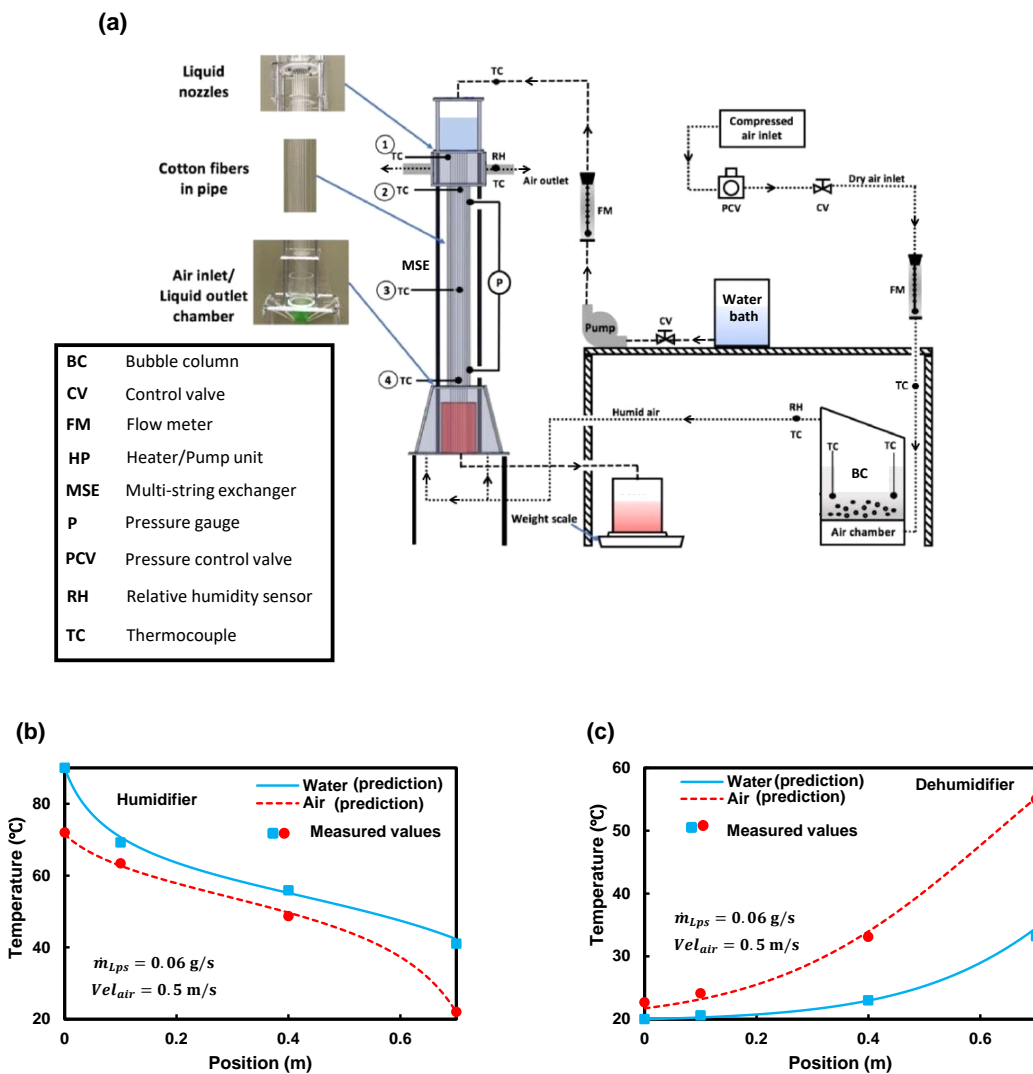 (a)
Liquid
nozzles
Cotton fibers
in pipe
Air inlet/
Liquid outlet
chamber
TC
1
TC
RH
TC
Air outlet
2
TC
MSE
3
TC
P
4
TC
FM
Compressed
air inlet
PCV
CV
Dry air inlet
FM
Pump
CV
Water
bath
TC
Humid air
RH
TC
TC
TC
BC
Air chamber
Weight scale
BC Bubble column
CV Control valve
FM Flow meter
HP Heater/Pump unit
MSE Multi-string exchanger
P Pressure gauge
PCV Pressure control valve
RH Relative humidity sensor
TC Thermocouple
(b)
Temperature (°C)
80
60
40
20
0
0.2
0.4
0.6
Position (m)
Humidifier
Water (prediction)
Air (prediction)
Measured values
ṁ_Lps = 0.06 g/s
Vel_air = 0.5 m/s
(c)
Temperature (°C)
60
50
40
30
20
0
0.2
0.4
0.6
Position (m)
Water (prediction)
Air (prediction)
Measured values
Dehumidifier
ṁ_Lps = 0.06 g/s
Vel_air = 0.5 m/s